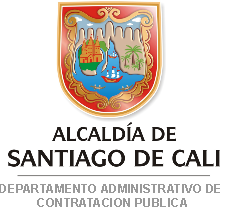 ALCALDÍA DE
SANTIAGO DE CALI
DEPARTAMENTO ADMINISTRATIVO DE
CONTRATACION PUBLICA